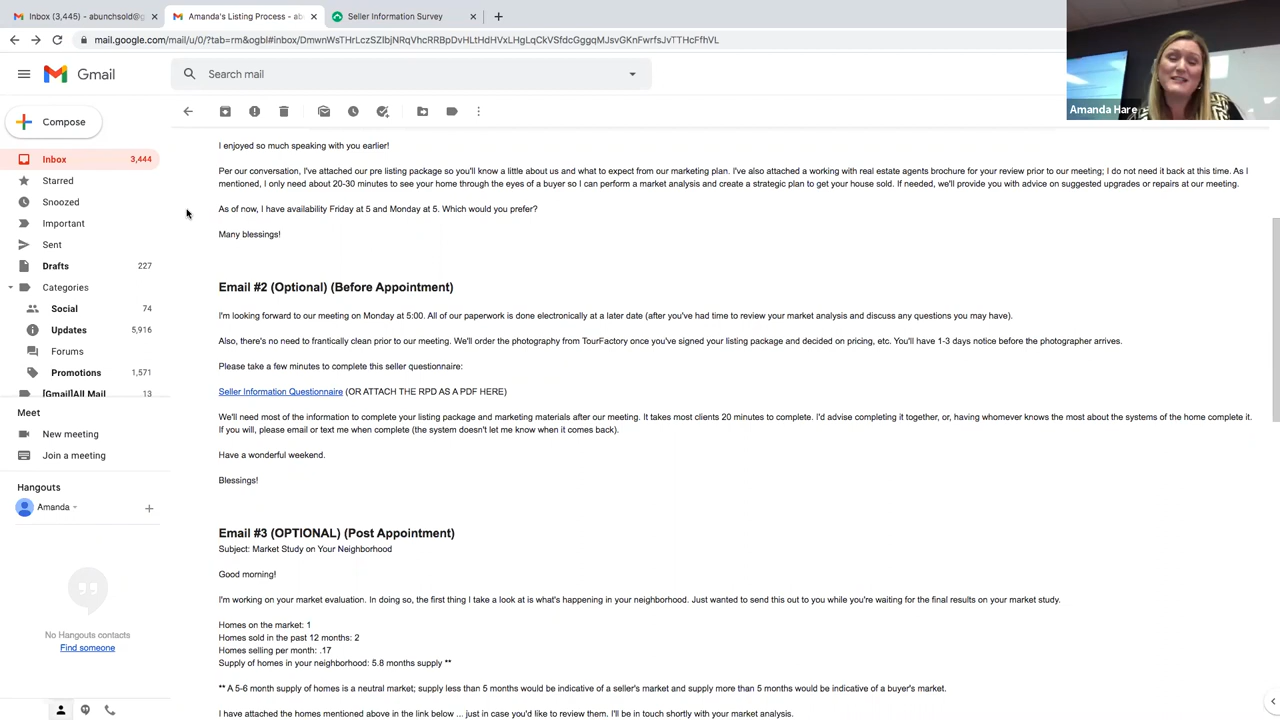 Inbox (3,445) - abunchsold@g
Amanda's Listing Process - ab
Seller Information Survey
mail.google.com/mail/u/0/?tab=rm&ogbl#inbox/DmwnWsTHrLczSZlbjNRqVhcRRBpDvHLtHdHVxLHgLqCkVSfdcGggqMJsvGKnFwrfsJvTTHcFfhVL
Amanda Hare
Gmail
Search mail
Compose
Inbox 3,444
Starred
Snoozed
Important
Sent
Drafts 227
Categories
Social 74
Updates 5,916
Forums
Promotions 1,571
[Gmail]All Mail 13
Meet
New meeting
Join a meeting
Hangouts
Amanda
No Hangouts contacts
Find someone
I enjoyed so much speaking with you earlier!
Per our conversation, I've attached our pre listing package so you'll know a little about us and what to expect from our marketing plan. I've also attached a working with real estate agents brochure for your review prior to our meeting; I do not need it back at this time. As I
mentioned, I only need about 20-30 minutes to see your home through the eyes of a buyer so I can perform a market analysis and create a strategic plan to get your house sold. If needed, we'll provide you with advice on suggested upgrades or repairs at our meeting.
As of now, I have availability Friday at 5 and Monday at 5. Which would you prefer?
Many blessings!
Email #2 (Optional) (Before Appointment)
I'm looking forward to our meeting on Monday at 5:00. All of our paperwork is done electronically at a later date (after you've had time to review your market analysis and discuss any questions you may have).
Also, there's no need to frantically clean prior to our meeting. We'll order the photography from TourFactory once you've signed your listing package and decided on pricing, etc. You'll have 1-3 days notice before the photographer arrives.
Please take a few minutes to complete this seller questionnaire:
Seller Information Questionnaire (OR ATTACH THE RPD AS A PDF HERE)
We'll need most of the information to complete your listing package and marketing materials after our meeting. It takes most clients 20 minutes to complete. I'd advise completing it together, or, having whomever knows the most about the systems of the home complete it.
If you will, please email or text me when complete (the system doesn't let me know when it comes back).
Have a wonderful weekend.
Blessings!
Email #3 (OPTIONAL) (Post Appointment)
Subject: Market Study on Your Neighborhood
Good morning!
I'm working on your market evaluation. In doing so, the first thing I take a look at is what's happening in your neighborhood. Just wanted to send this out to you while you're waiting for the final results on your market study.
Homes on the market: 1
Homes sold in the past 12 months: 2
Homes selling per month: .17
Supply of homes in your neighborhood: 5.8 months supply **
** A 5-6 month supply of homes is a neutral market; supply less than 5 months would be indicative of a seller's market and supply more than 5 months would be indicative of a buyer's market.
I have attached the homes mentioned above in the link below ... just in case you'd like to review them. I'll be in touch shortly with your market analysis.